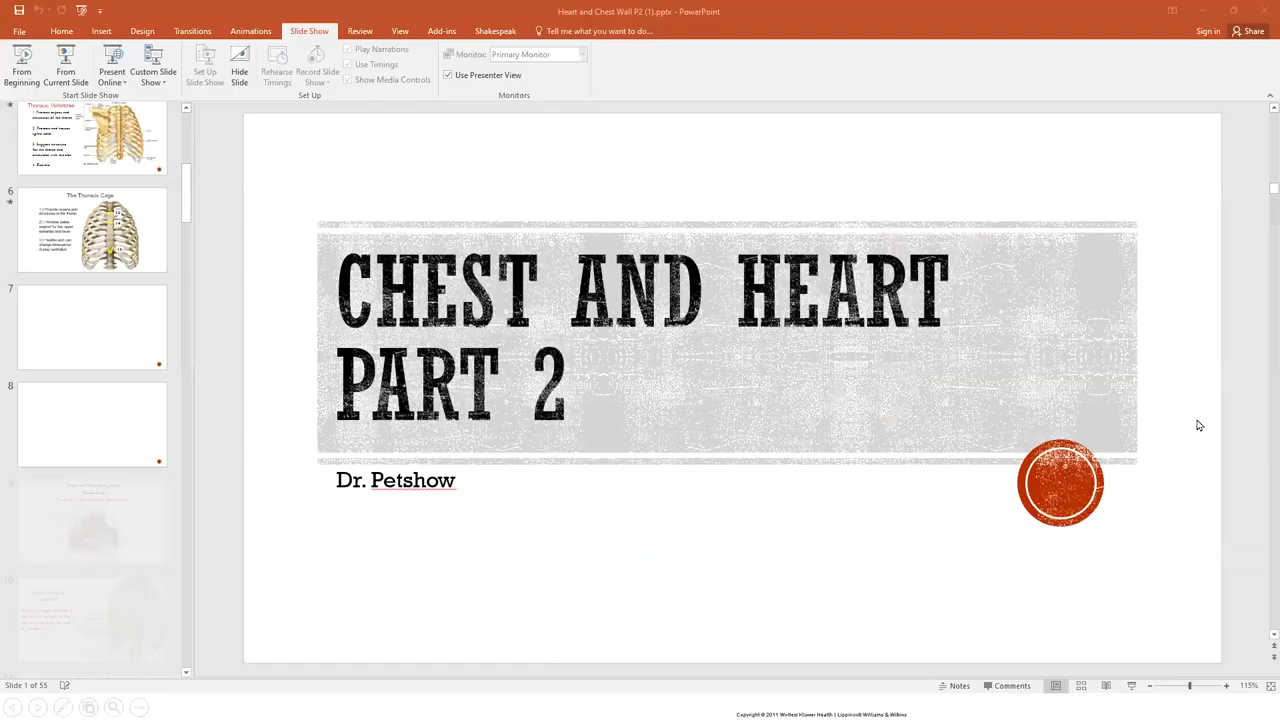 Heart and Chest Wall P2 (1).pptx - PowerPoint
File Home Insert Design Transitions Animations Slide Show Review View Add-ins Shakespeak Tell me what you want to do... Sign in Share
From Beginning
From Current Slide
Present Online
Custom Slide Show
Set Up Slide Show
Hide Slide
Rehearse Timings
Record Slide Show
Play Narrations
Use Timings
Show Media Controls
Monitor: Primary Monitor
Use Presenter View
Start Slide Show Set Up Monitors
Thoracic Vertebrae
6
The Thoracic Cage
7
8
9
10
CHEST AND HEART
PART 2
Dr. Petshow
Slide 1 of 55 Notes Comments 115%
Copyright © 2011 Wolters Kluwer Health | Lippincott Williams & Wilkins